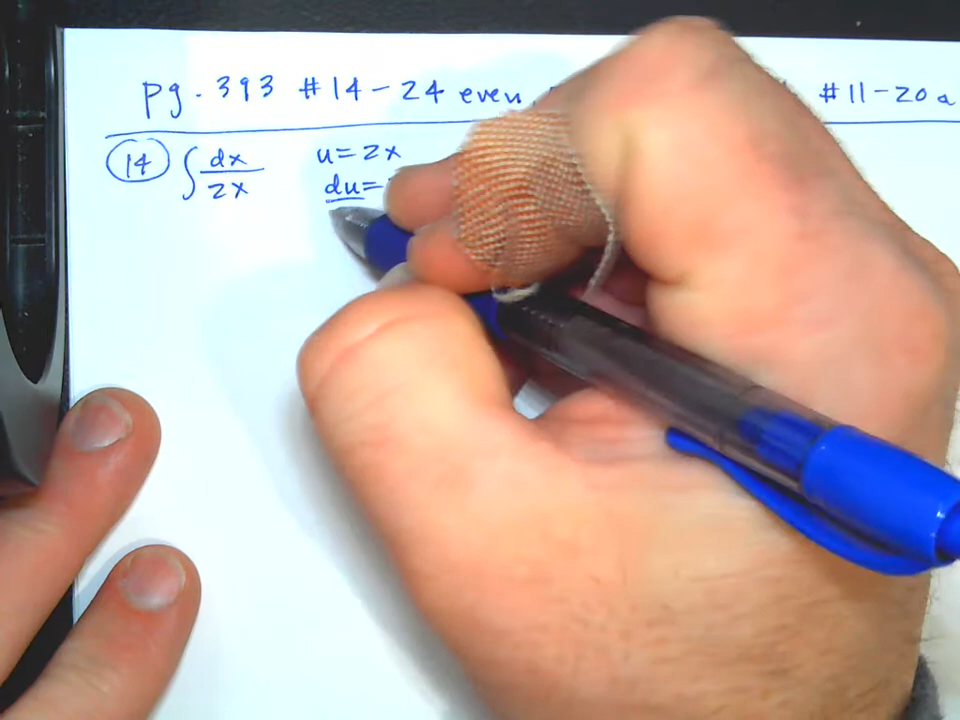 pg. 393 #14-24 even, #11-20 a
14 ∫ dx/2x u=2x
du=